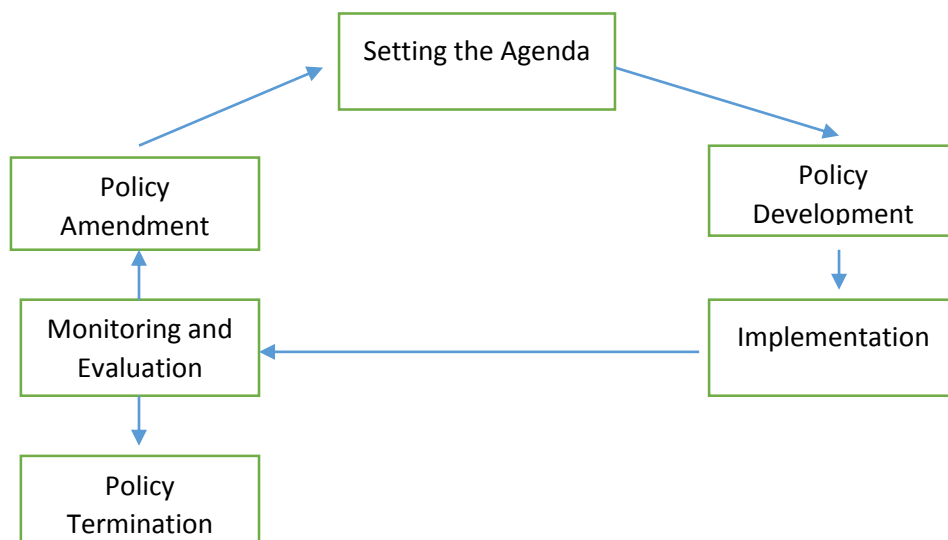 Setting the Agenda
Policy
Development
Implementation
Monitoring and
Evaluation
Policy
Amendment
Policy
Termination